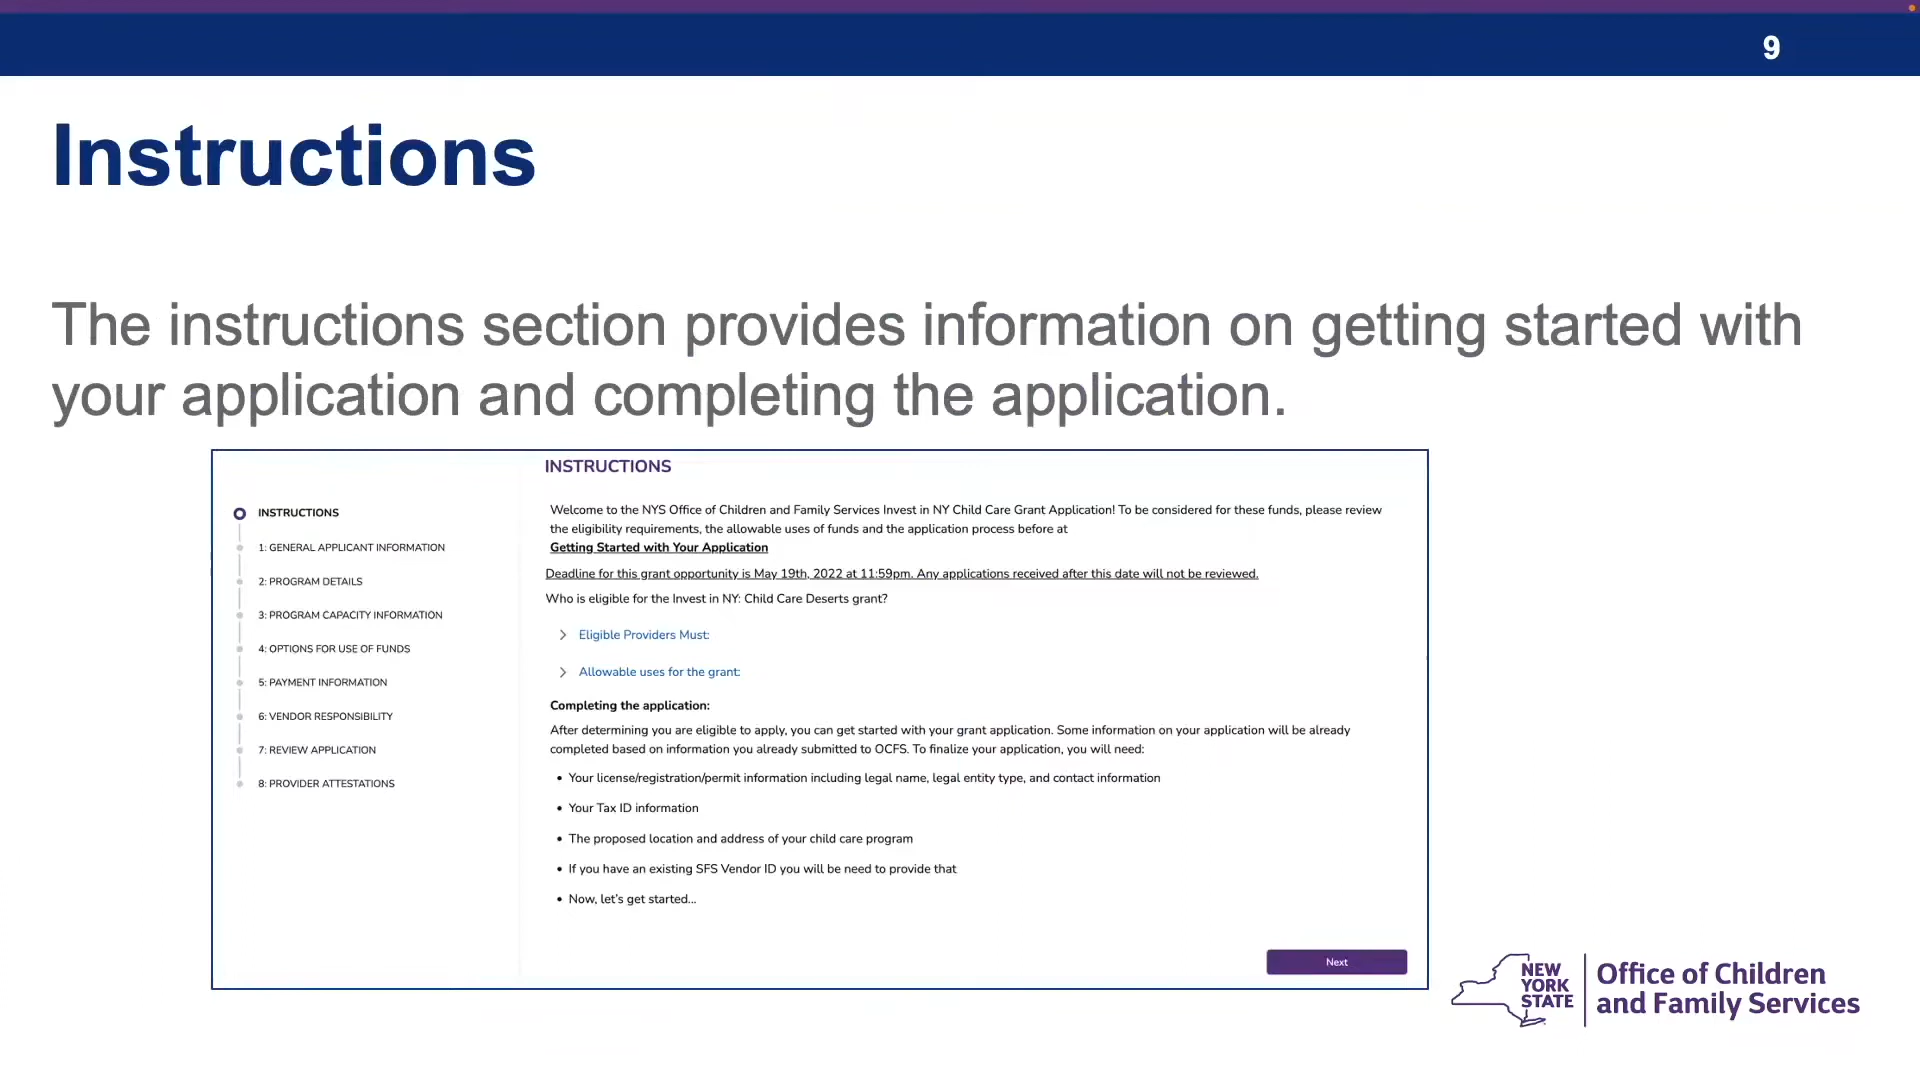 9
Instructions
The instructions section provides information on getting started with
your application and completing the application.
INSTRUCTIONS
1: GENERAL APPLICANT INFORMATION
2: PROGRAM DETAILS
3: PROGRAM CAPACITY INFORMATION
4: OPTIONS FOR USE OF FUNDS
5: PAYMENT INFORMATION
6: VENDOR RESPONSIBILITY
7: REVIEW APPLICATION
8: PROVIDER ATTESTATIONS
INSTRUCTIONS
Welcome to the NYS Office of Children and Family Services Invest in NY Child Care Grant Application! To be considered for these funds, please review
the eligibility requirements, the allowable uses of funds and the application process before at
Getting Started with Your Application
Deadline for this grant opportunity is May 19th, 2022 at 11:59pm. Any applications received after this date will not be reviewed.
Who is eligible for the Invest in NY: Child Care Deserts grant?
Eligible Providers Must:
Allowable uses for the grant:
Completing the application:
After determining you are eligible to apply, you can get started with your grant application. Some information on your application will be already
completed based on information you already submitted to OCFS. To finalize your application, you will need:
• Your license/registration/permit information including legal name, legal entity type, and contact information
• Your Tax ID information
• The proposed location and address of your child care program
• If you have an existing SFS Vendor ID you will be need to provide that
• Now, let's get started...
Next
NEW
YORK
STATE
Office of Children
and Family Services